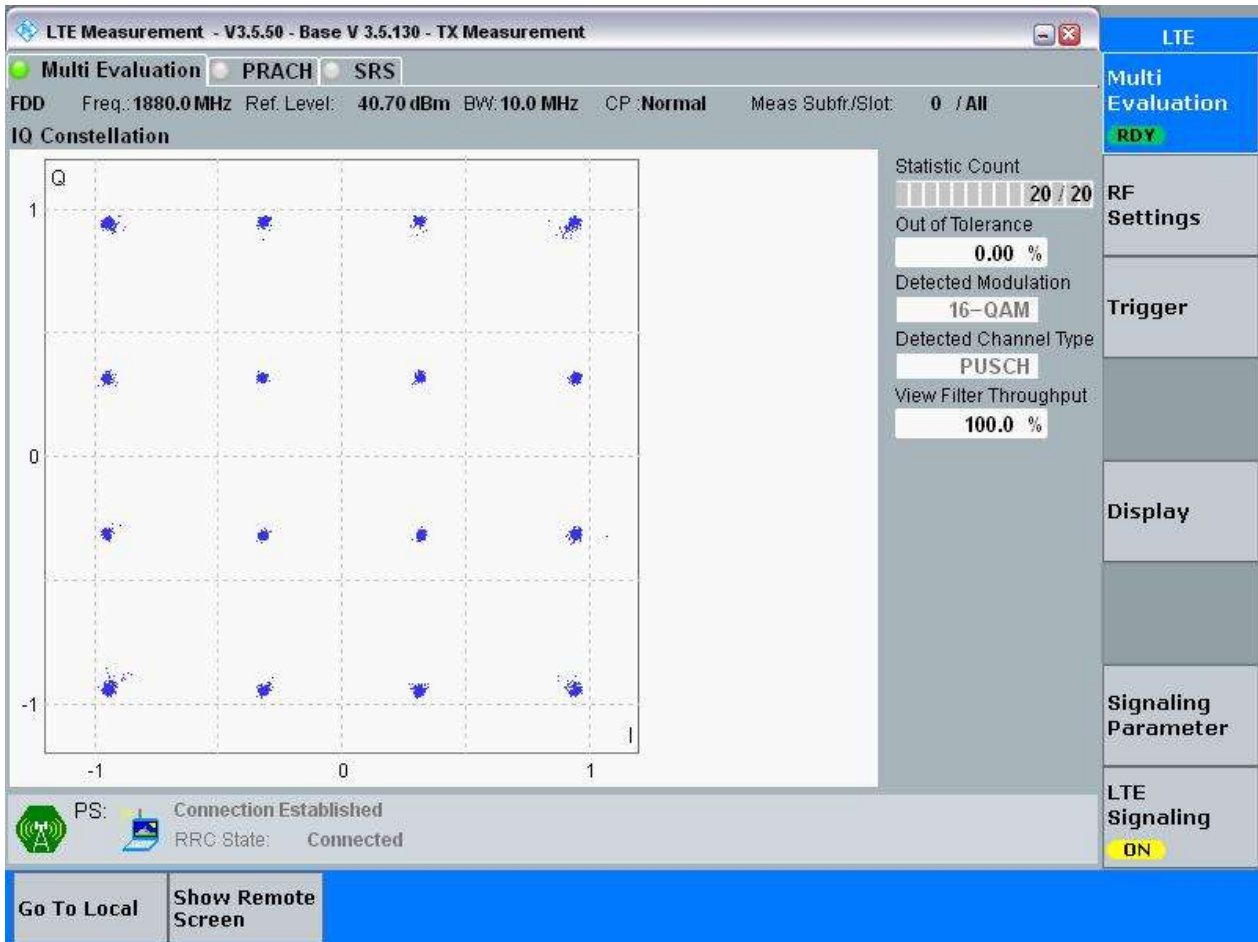 LTE Measurement - V3.5.50 - Base V 3.5.130 - TX Measurement
LTE
Multi Evaluation PRACH SRS
Multi
Evaluation
RDY
FDD Freq.: 1880.0 MHz Ref. Level: 40.70 dBm BW: 10.0 MHz CP : Normal Meas Subfr./Slot: 0 / All
IQ Constellation
Q
1
0
-1
I
-1 0 1
Statistic Count
20 / 20
Out of Tolerance
0.00 %
Detected Modulation
16-QAM
Detected Channel Type
PUSCH
View Filter Throughput
100.0 %
RF
Settings
Trigger
Display
Signaling
Parameter
LTE
Signaling
ON
PS: Connection Established
RRC State: Connected
Go To Local
Show Remote
Screen